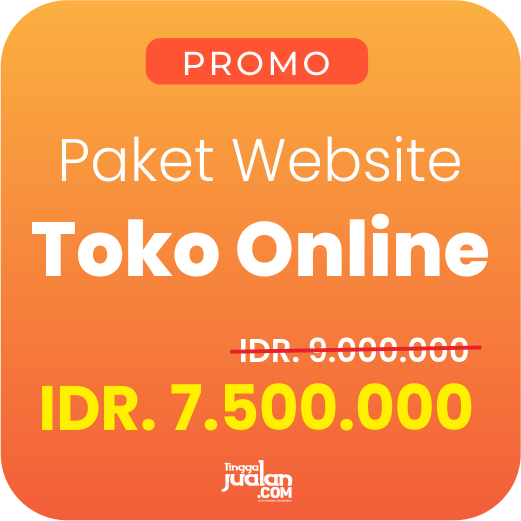 PROMO
Paket Website
Toko Online
IDR. 9.000.000
IDR. 7.500.000
Tinggal
jualan
.COM